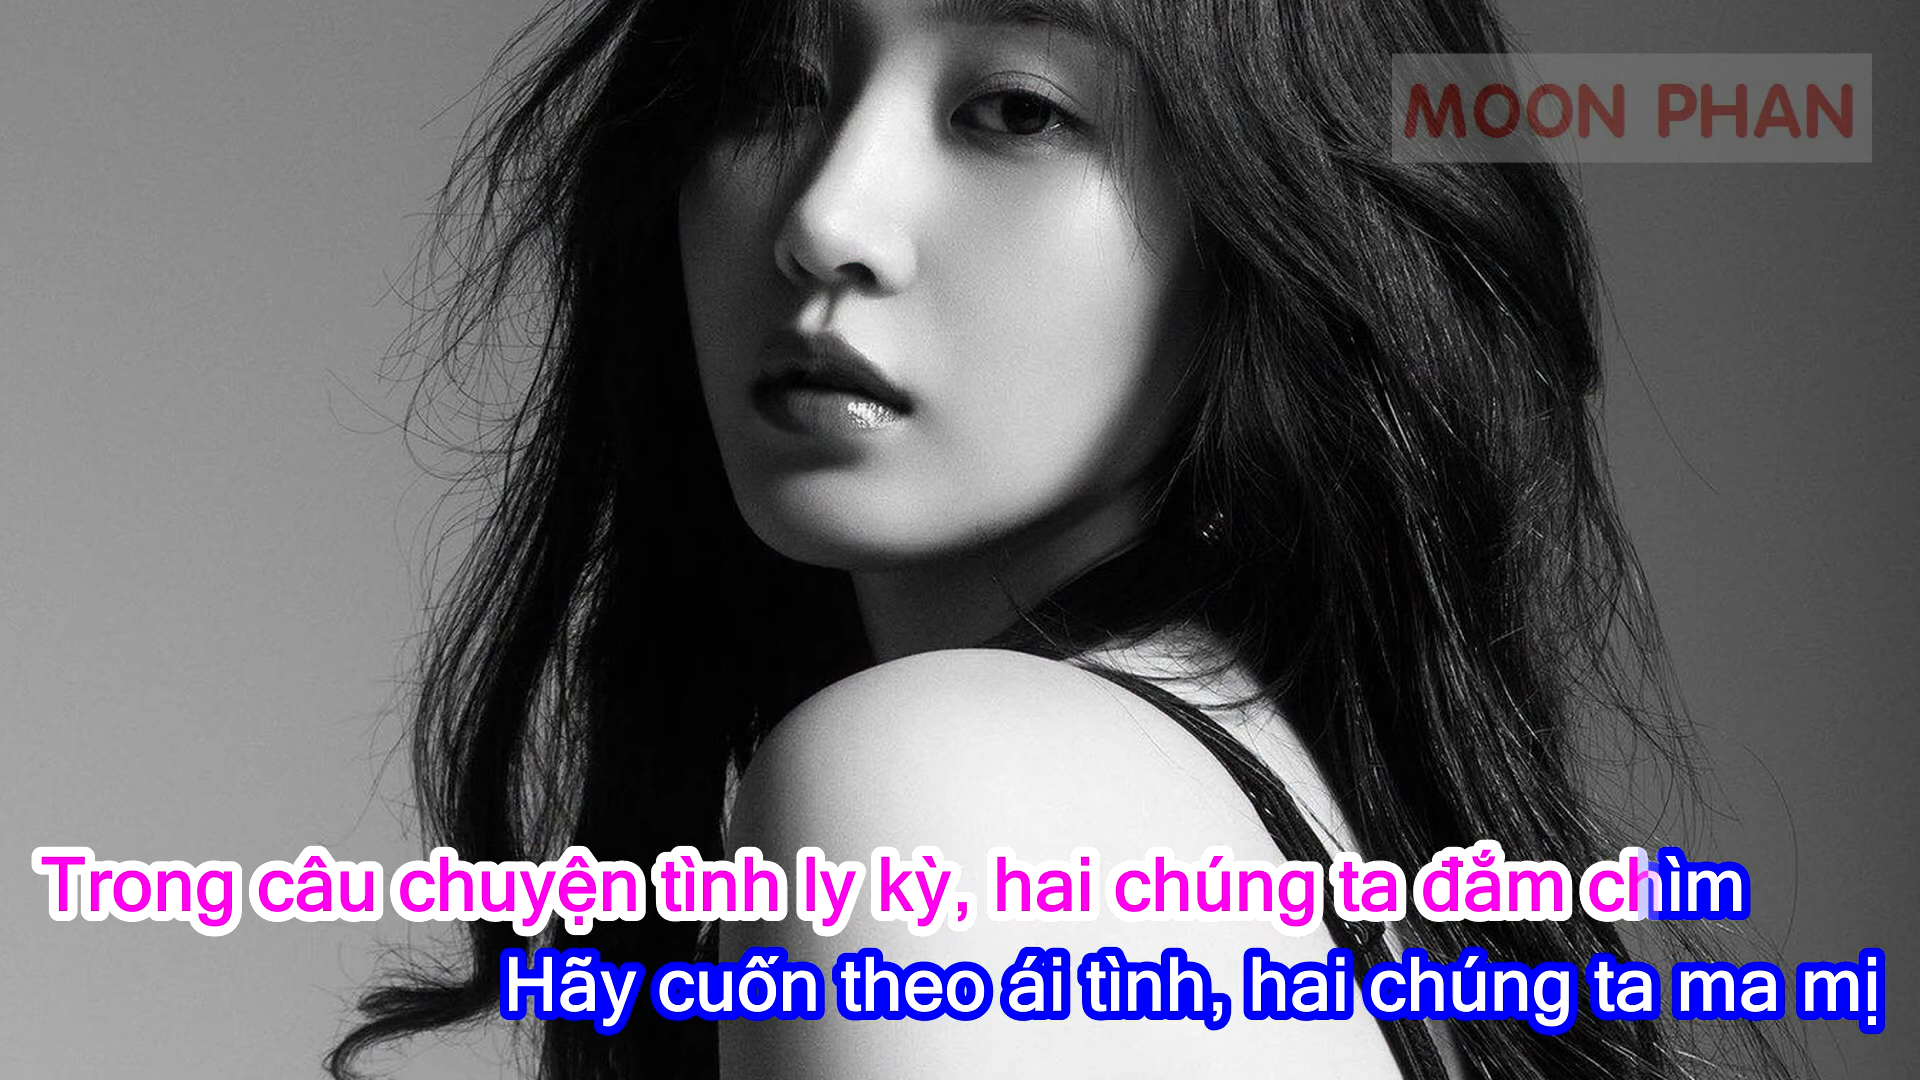 MOON PHAN
Trong câu chuyện tình ly kỳ, hai chúng ta đắm chìm
Hãy cuốn theo ái tình, hai chúng ta ma mị